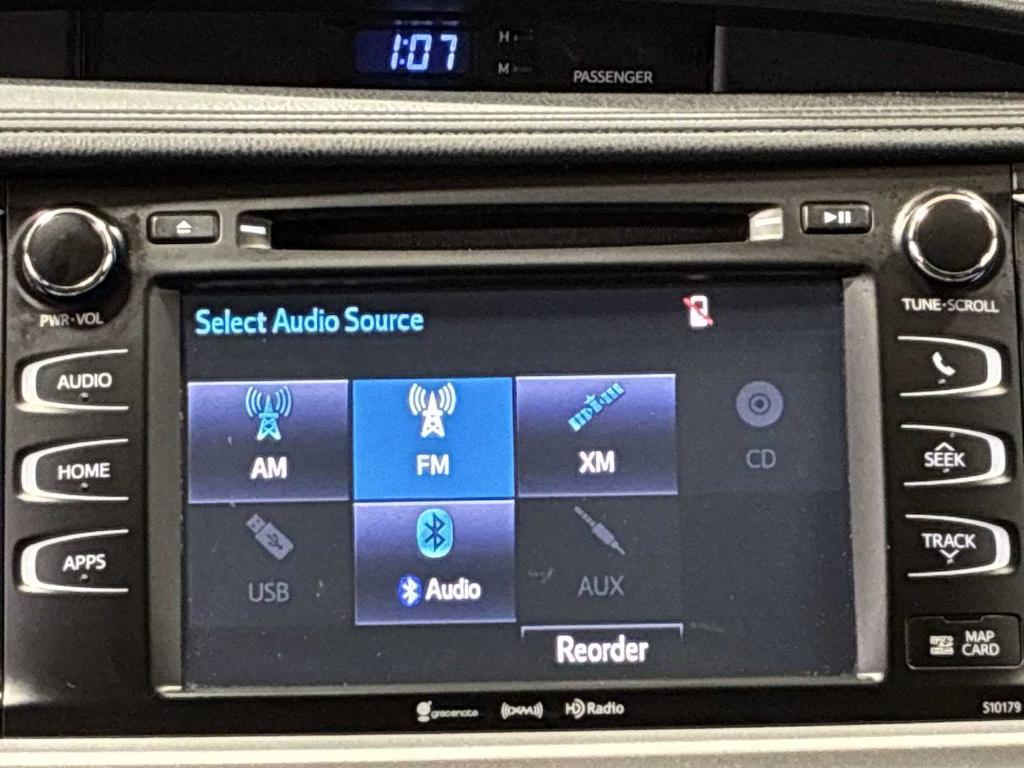 1:07
H
M
PASSENGER
PWR·VOL
TUNE·SCROLL
Select Audio Source
AUDIO
HOME
APPS
AM
FM
XM
CD
USB
Audio
AUX
Reorder
SEEK
TRACK
MAP
CARD
gracenote
((XM))
HD Radio
510179